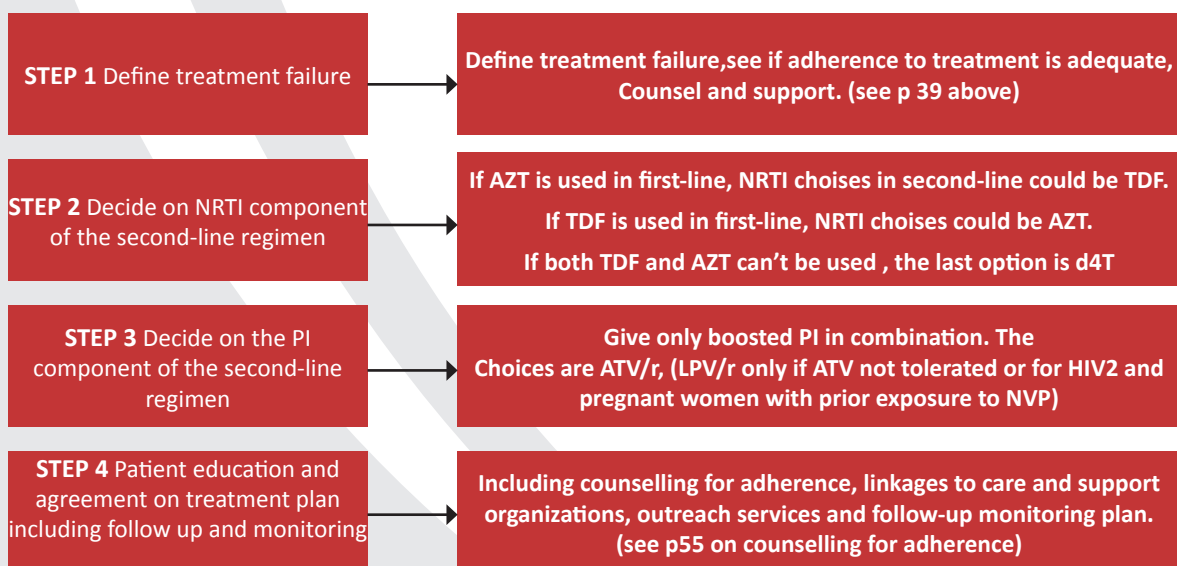 STEP 1 Define treatment failure
Define treatment failure,see if adherence to treatment is adequate,
Counsel and support. (see p 39 above)
STEP 2 Decide on NRTI component
of the second-line regimen
If AZT is used in first-line, NRTI choises in second-line could be TDF.
If TDF is used in first-line, NRTI choises could be AZT.
If both TDF and AZT can't be used , the last option is d4T
STEP 3 Decide on the PI
component of the second-line
regimen
Give only boosted PI in combination. The
Choices are ATV/r, (LPV/r only if ATV not tolerated or for HIV2 and
pregnant women with prior exposure to NVP)
STEP 4 Patient education and
agreement on treatment plan
including follow up and monitoring
Including counselling for adherence, linkages to care and support
organizations, outreach services and follow-up monitoring plan.
(see p55 on counselling for adherence)